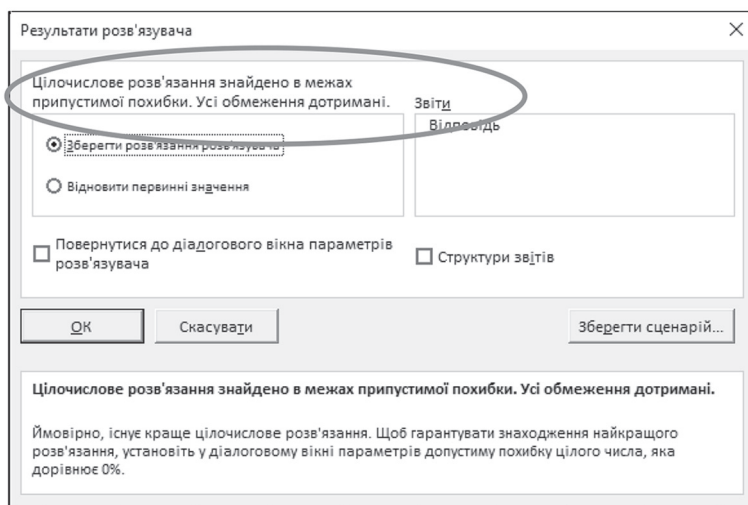 Результати розв'язувача
Цілочислове розв'язання знайдено в межах
припустимої похибки. Усі обмеження дотримані.
Звіти
Зберегти розв'язання розв'язувача
Відповідь
Відновити первинні значення
Повернутися до діалогового вікна параметрів
розв'язувача
Структури звітів
ОК
Скасувати
Зберегти сценарій...
Цілочислове розв'язання знайдено в межах припустимої похибки. Усі обмеження дотримані.
Ймовірно, існує краще цілочислове розв'язання. Щоб гарантувати знаходження найкращого
розв'язання, установіть у діалоговому вікні параметрів допустиму похибку цілого числа, яка
дорівнює 0%.